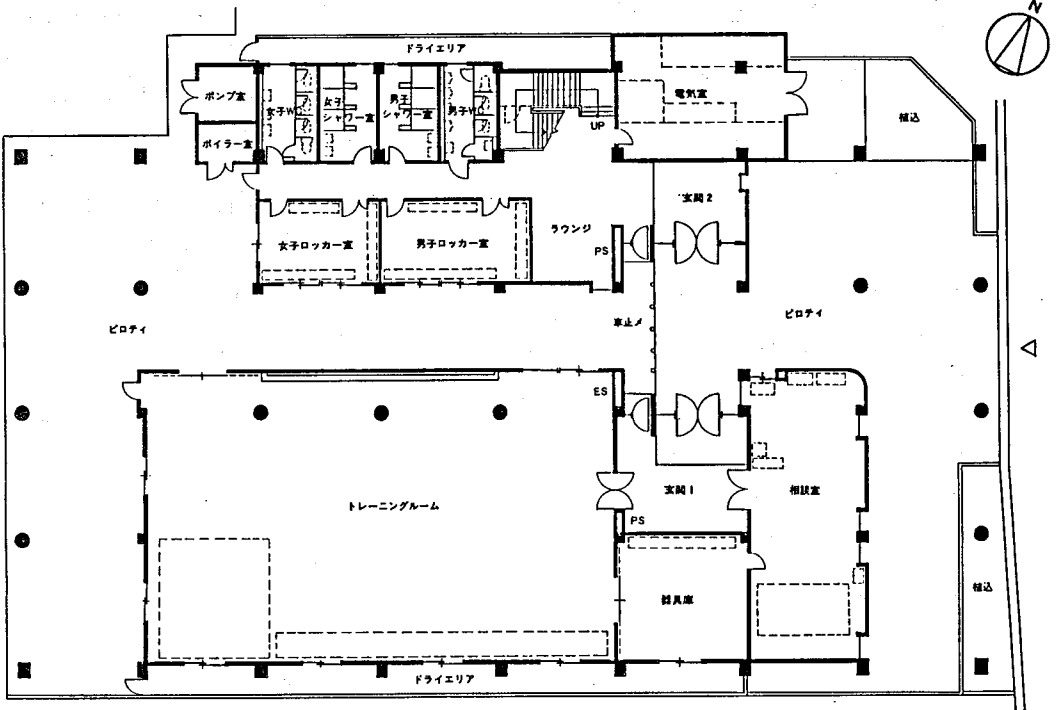 N
ドライエリア
ポンプ室
女子W
女子
シャワー室
男子
シャワー室
男子W
電気室
植込
UP
ボイラー室
玄関2
ラウンジ
女子ロッカー室
男子ロッカー室
PS
ピロティ
車止メ
ピロティ
ES
トレーニングルーム
玄関1
相談室
PS
器具庫
植込
ドライエリア